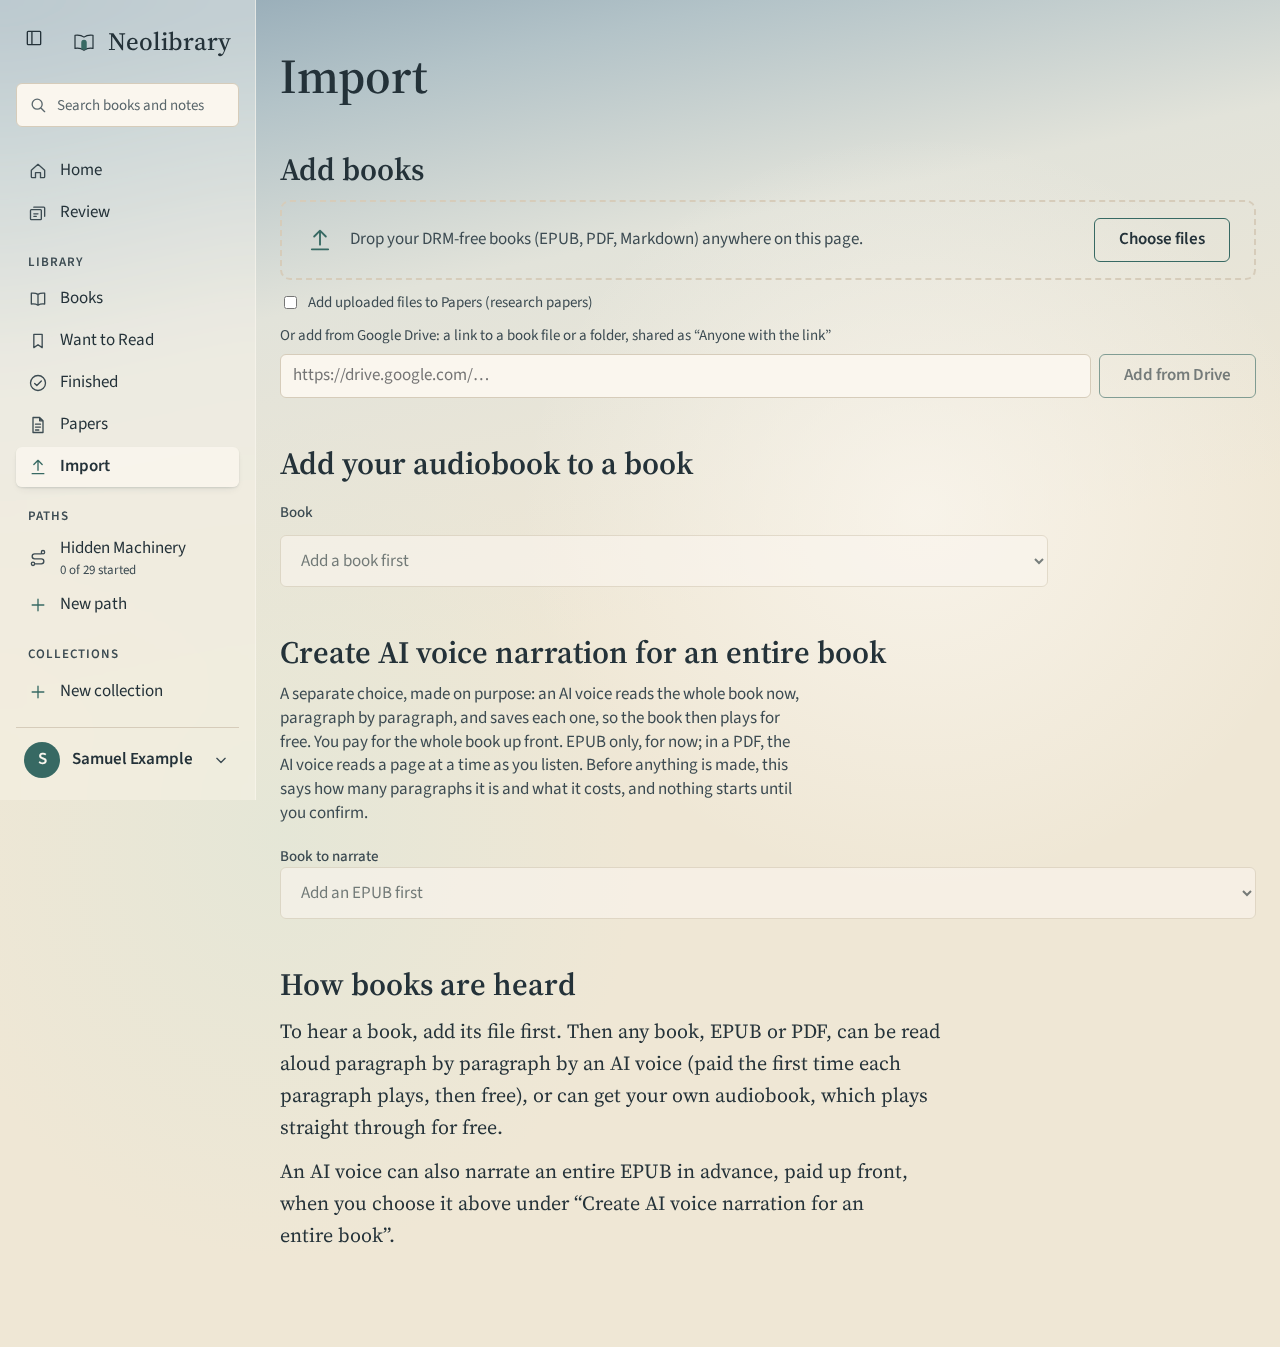 Neolibrary
Search books and notes
Home
Review
LIBRARY
Books
Want to Read
Finished
Papers
Import
PATHS
Hidden Machinery
0 of 29 started
New path
COLLECTIONS
New collection
S
Samuel Example
Import
Add books
Drop your DRM-free books (EPUB, PDF, Markdown) anywhere on this page.
Choose files
Add uploaded files to Papers (research papers)
Or add from Google Drive: a link to a book file or a folder, shared as “Anyone with the link”
https://drive.google.com/…
Add from Drive
Add your audiobook to a book
Book
Add a book first
Create AI voice narration for an entire book
A separate choice, made on purpose: an AI voice reads the whole book now,
paragraph by paragraph, and saves each one, so the book then plays for
free. You pay for the whole book up front. EPUB only, for now; in a PDF, the
AI voice reads a page at a time as you listen. Before anything is made, this
says how many paragraphs it is and what it costs, and nothing starts until
you confirm.
Book to narrate
Add an EPUB first
How books are heard
To hear a book, add its file first. Then any book, EPUB or PDF, can be read
aloud paragraph by paragraph by an AI voice (paid the first time each
paragraph plays, then free), or can get your own audiobook, which plays
straight through for free.
An AI voice can also narrate an entire EPUB in advance, paid up front,
when you choose it above under “Create AI voice narration for an
entire book”.